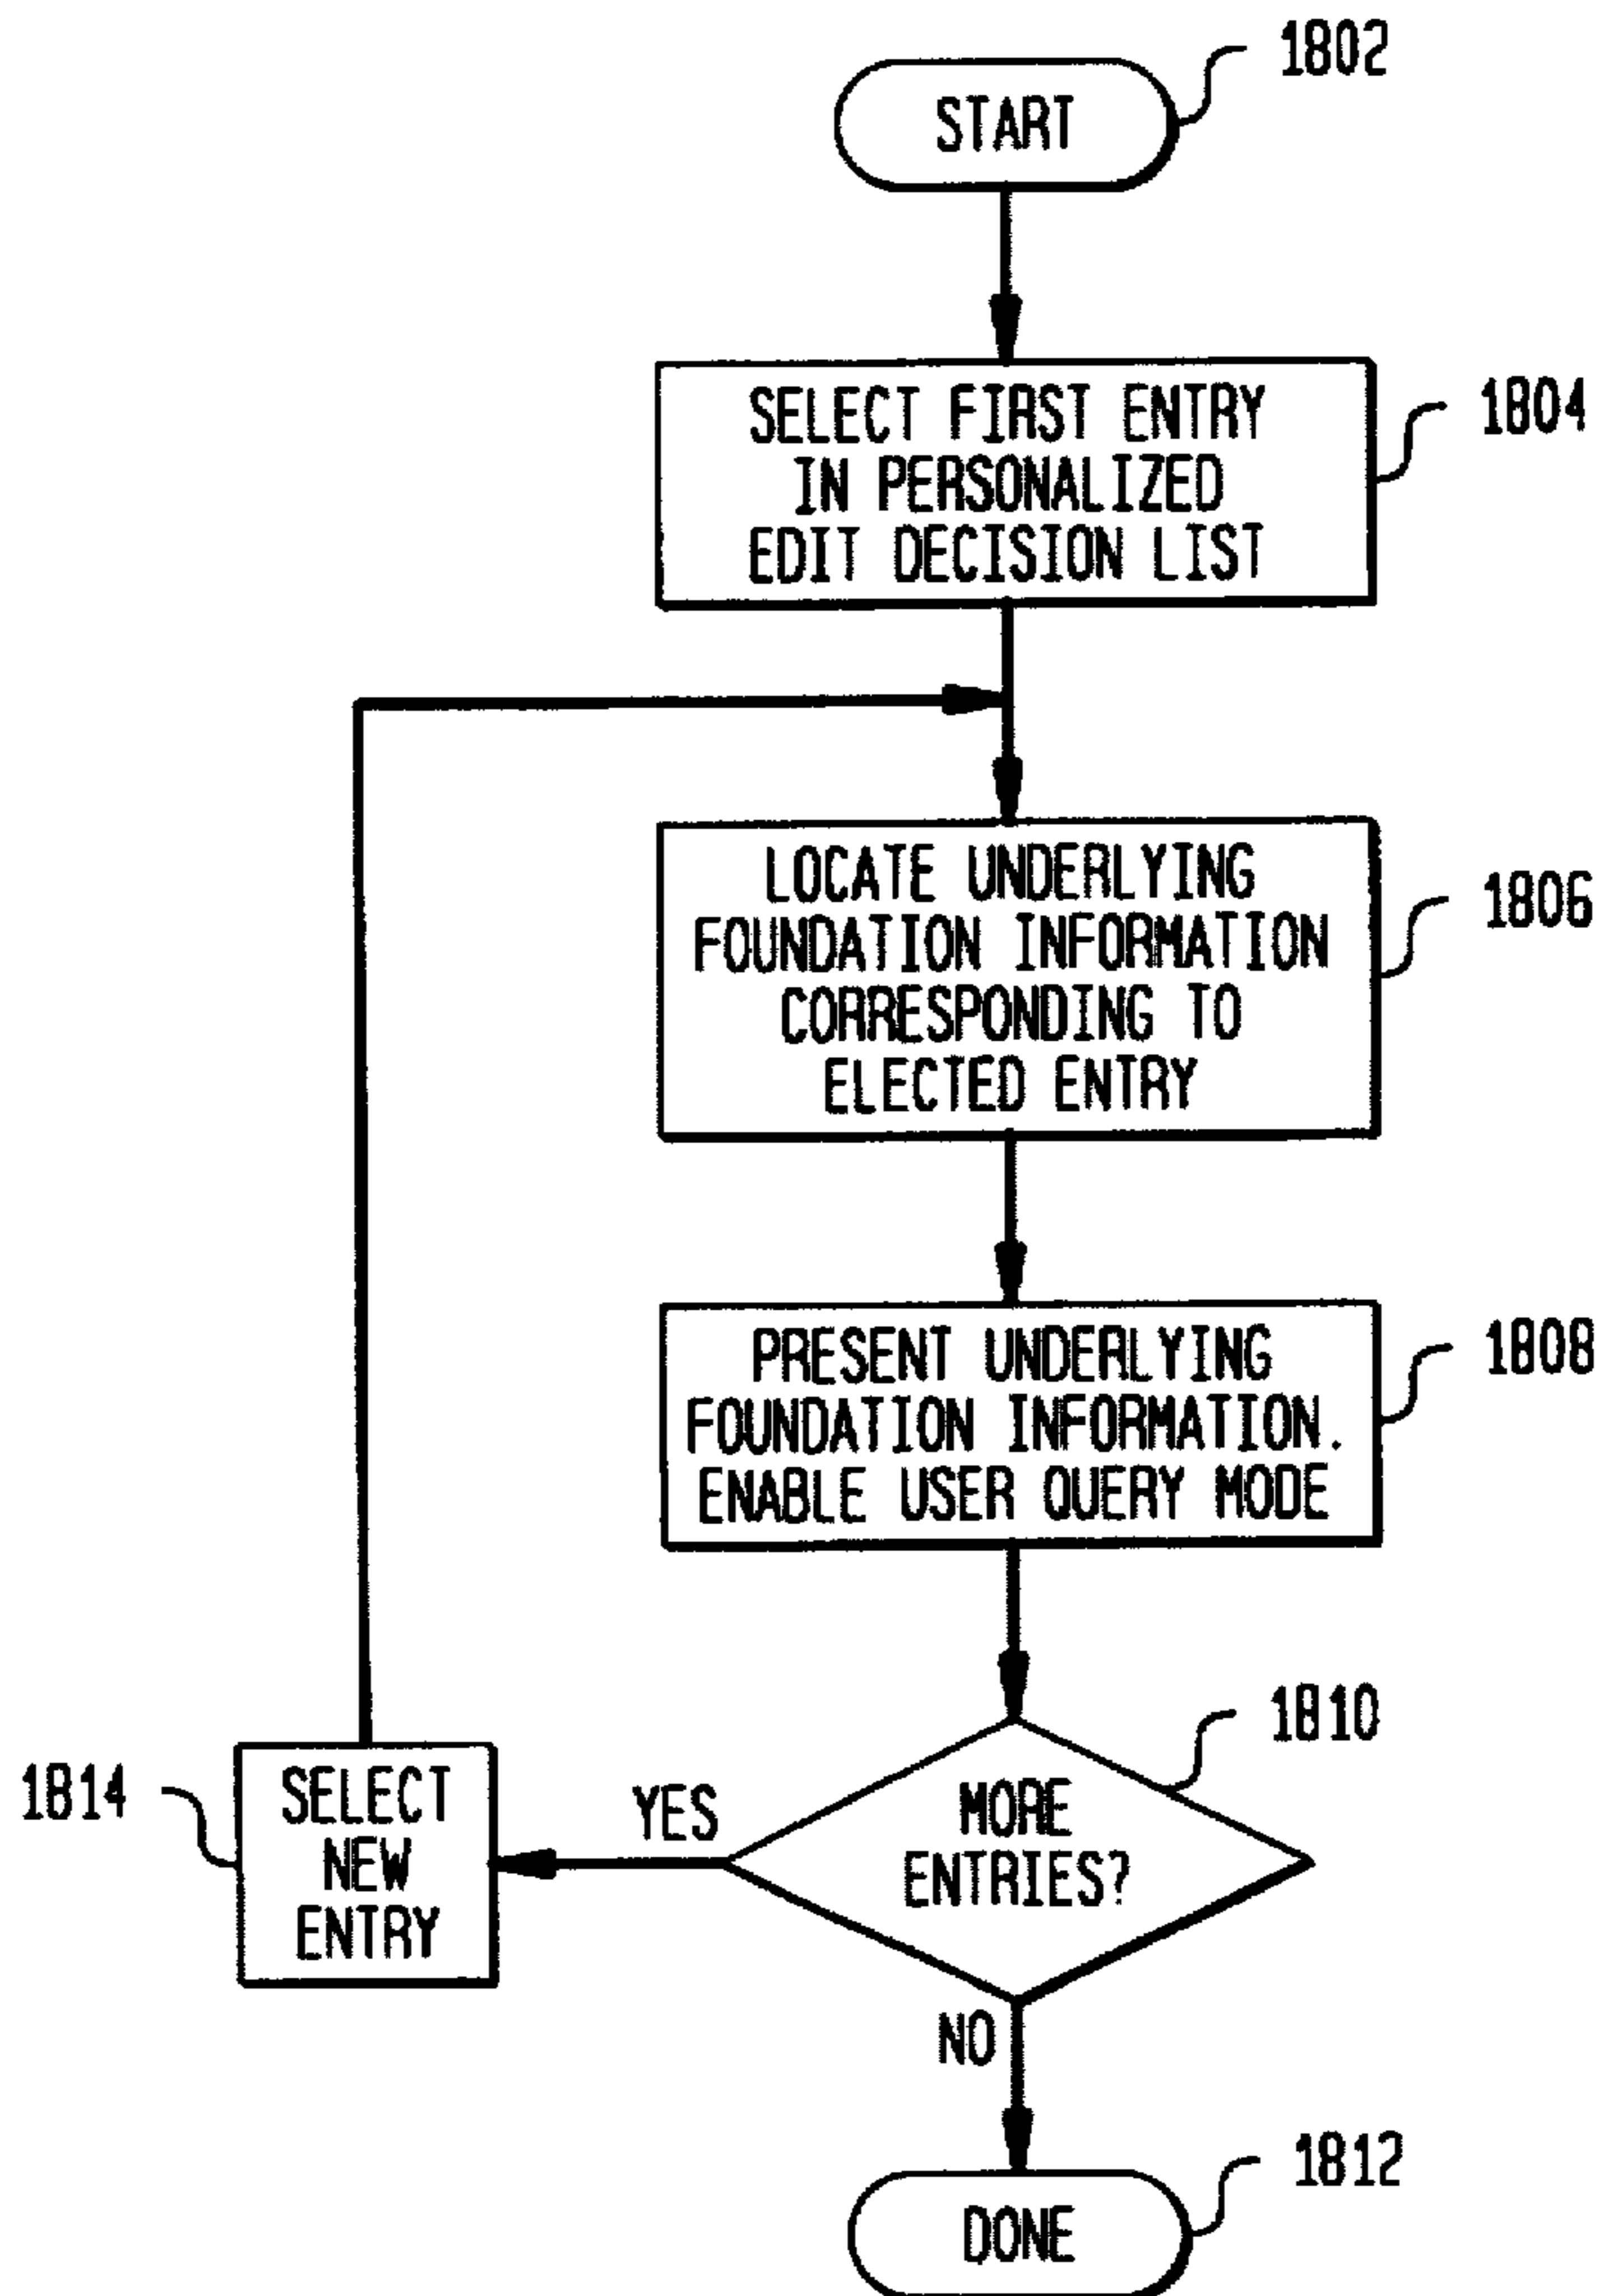 1802
START
SELECT FIRST ENTRY
IN PERSONALIZED
EDIT DECISION LIST
1804
LOCATE UNDERLYING
FOUNDATION INFORMATION
CORRESPONDING TO
ELECTED ENTRY
1806
PRESENT UNDERLYING
FOUNDATION INFORMATION.
ENABLE USER QUERY MODE
1808
1810
MORE
ENTRIES?
YES
1814
SELECT
NEW
ENTRY
NO
1812
DONE